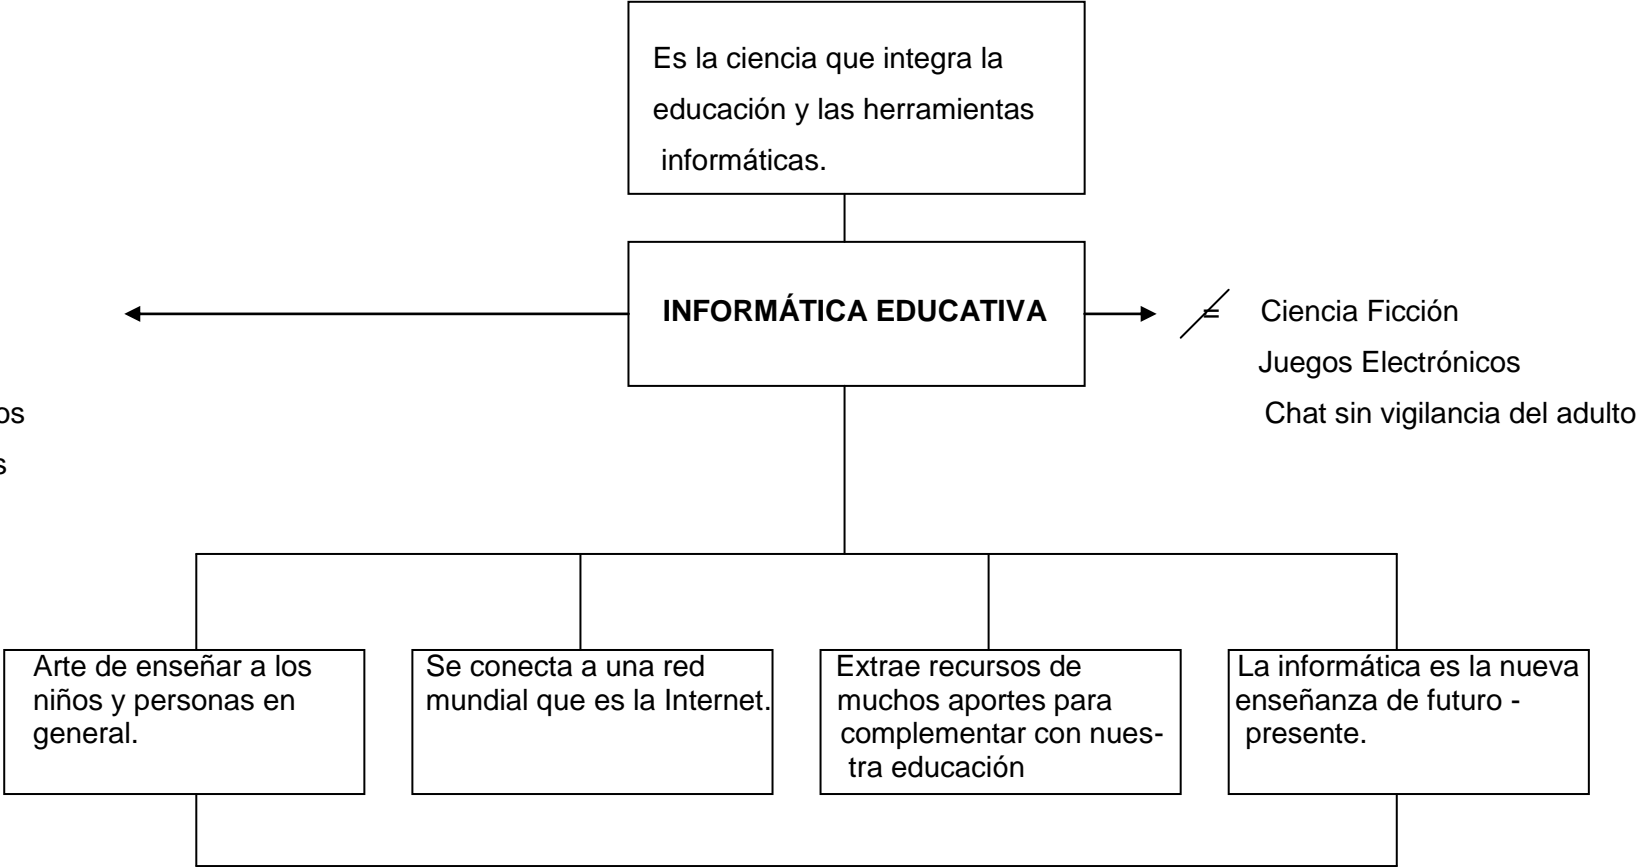 Es la ciencia que integra la
educación y las herramientas
informáticas.
INFORMÁTICA EDUCATIVA
= Ciencia Ficción
Juegos Electrónicos
Chat sin vigilancia del adulto
Arte de enseñar a los
niños y personas en
general.
Se conecta a una red
mundial que es la Internet.
Extrae recursos de
muchos aportes para
complementar con nues-
tra educación
La informática es la nueva
enseñanza de futuro -
presente.